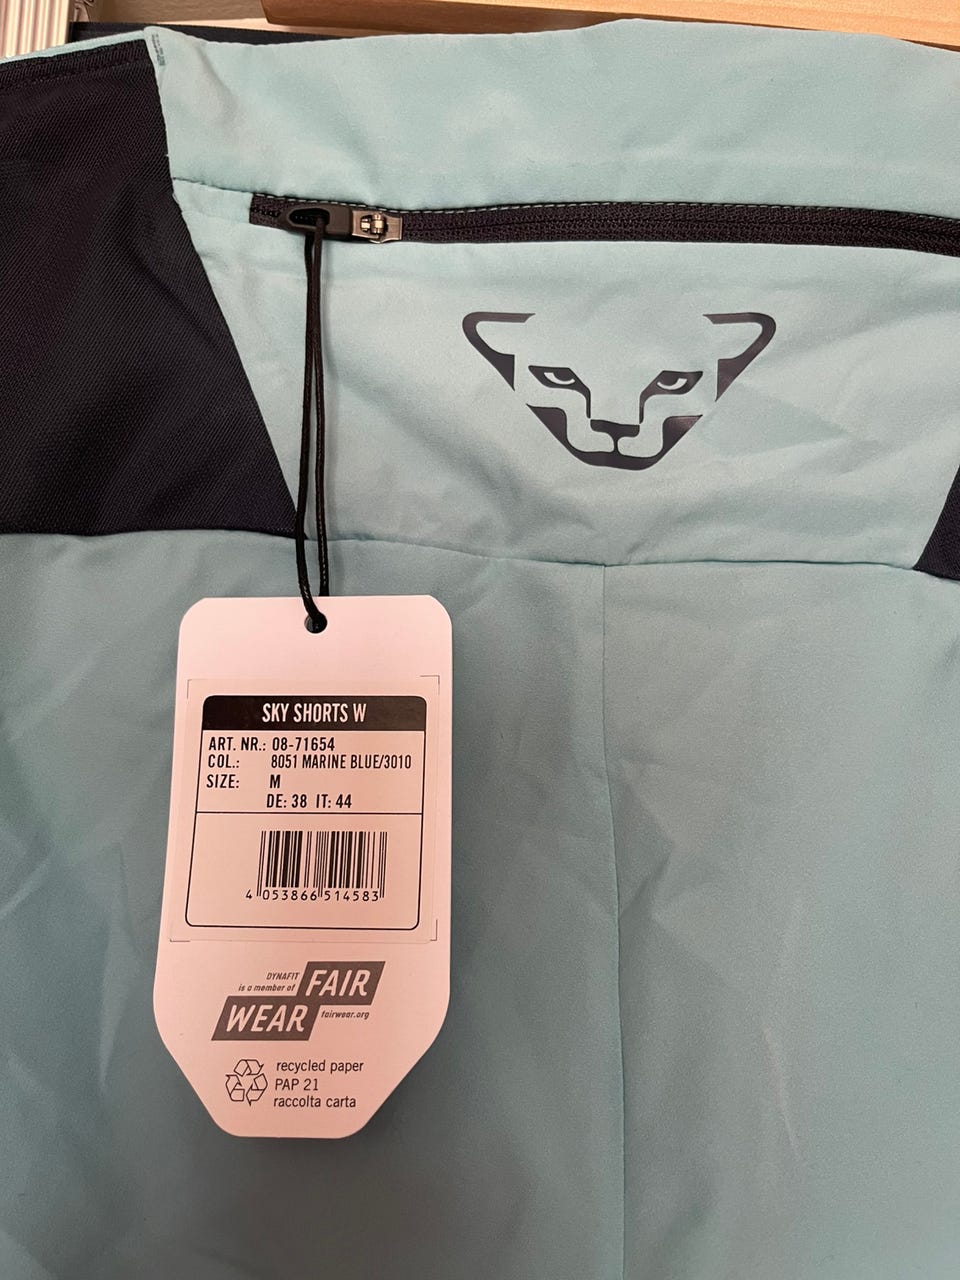 SKY SHORTS W
ART. NR.: 08-71654
COL.: 8051 MARINE BLUE/3010
SIZE: M
DE: 38 IT: 44
4 053866 514583
DYNAFIT
is a member of
FAIR
WEAR
fairwear.org
recycled paper
PAP 21
raccolta carta